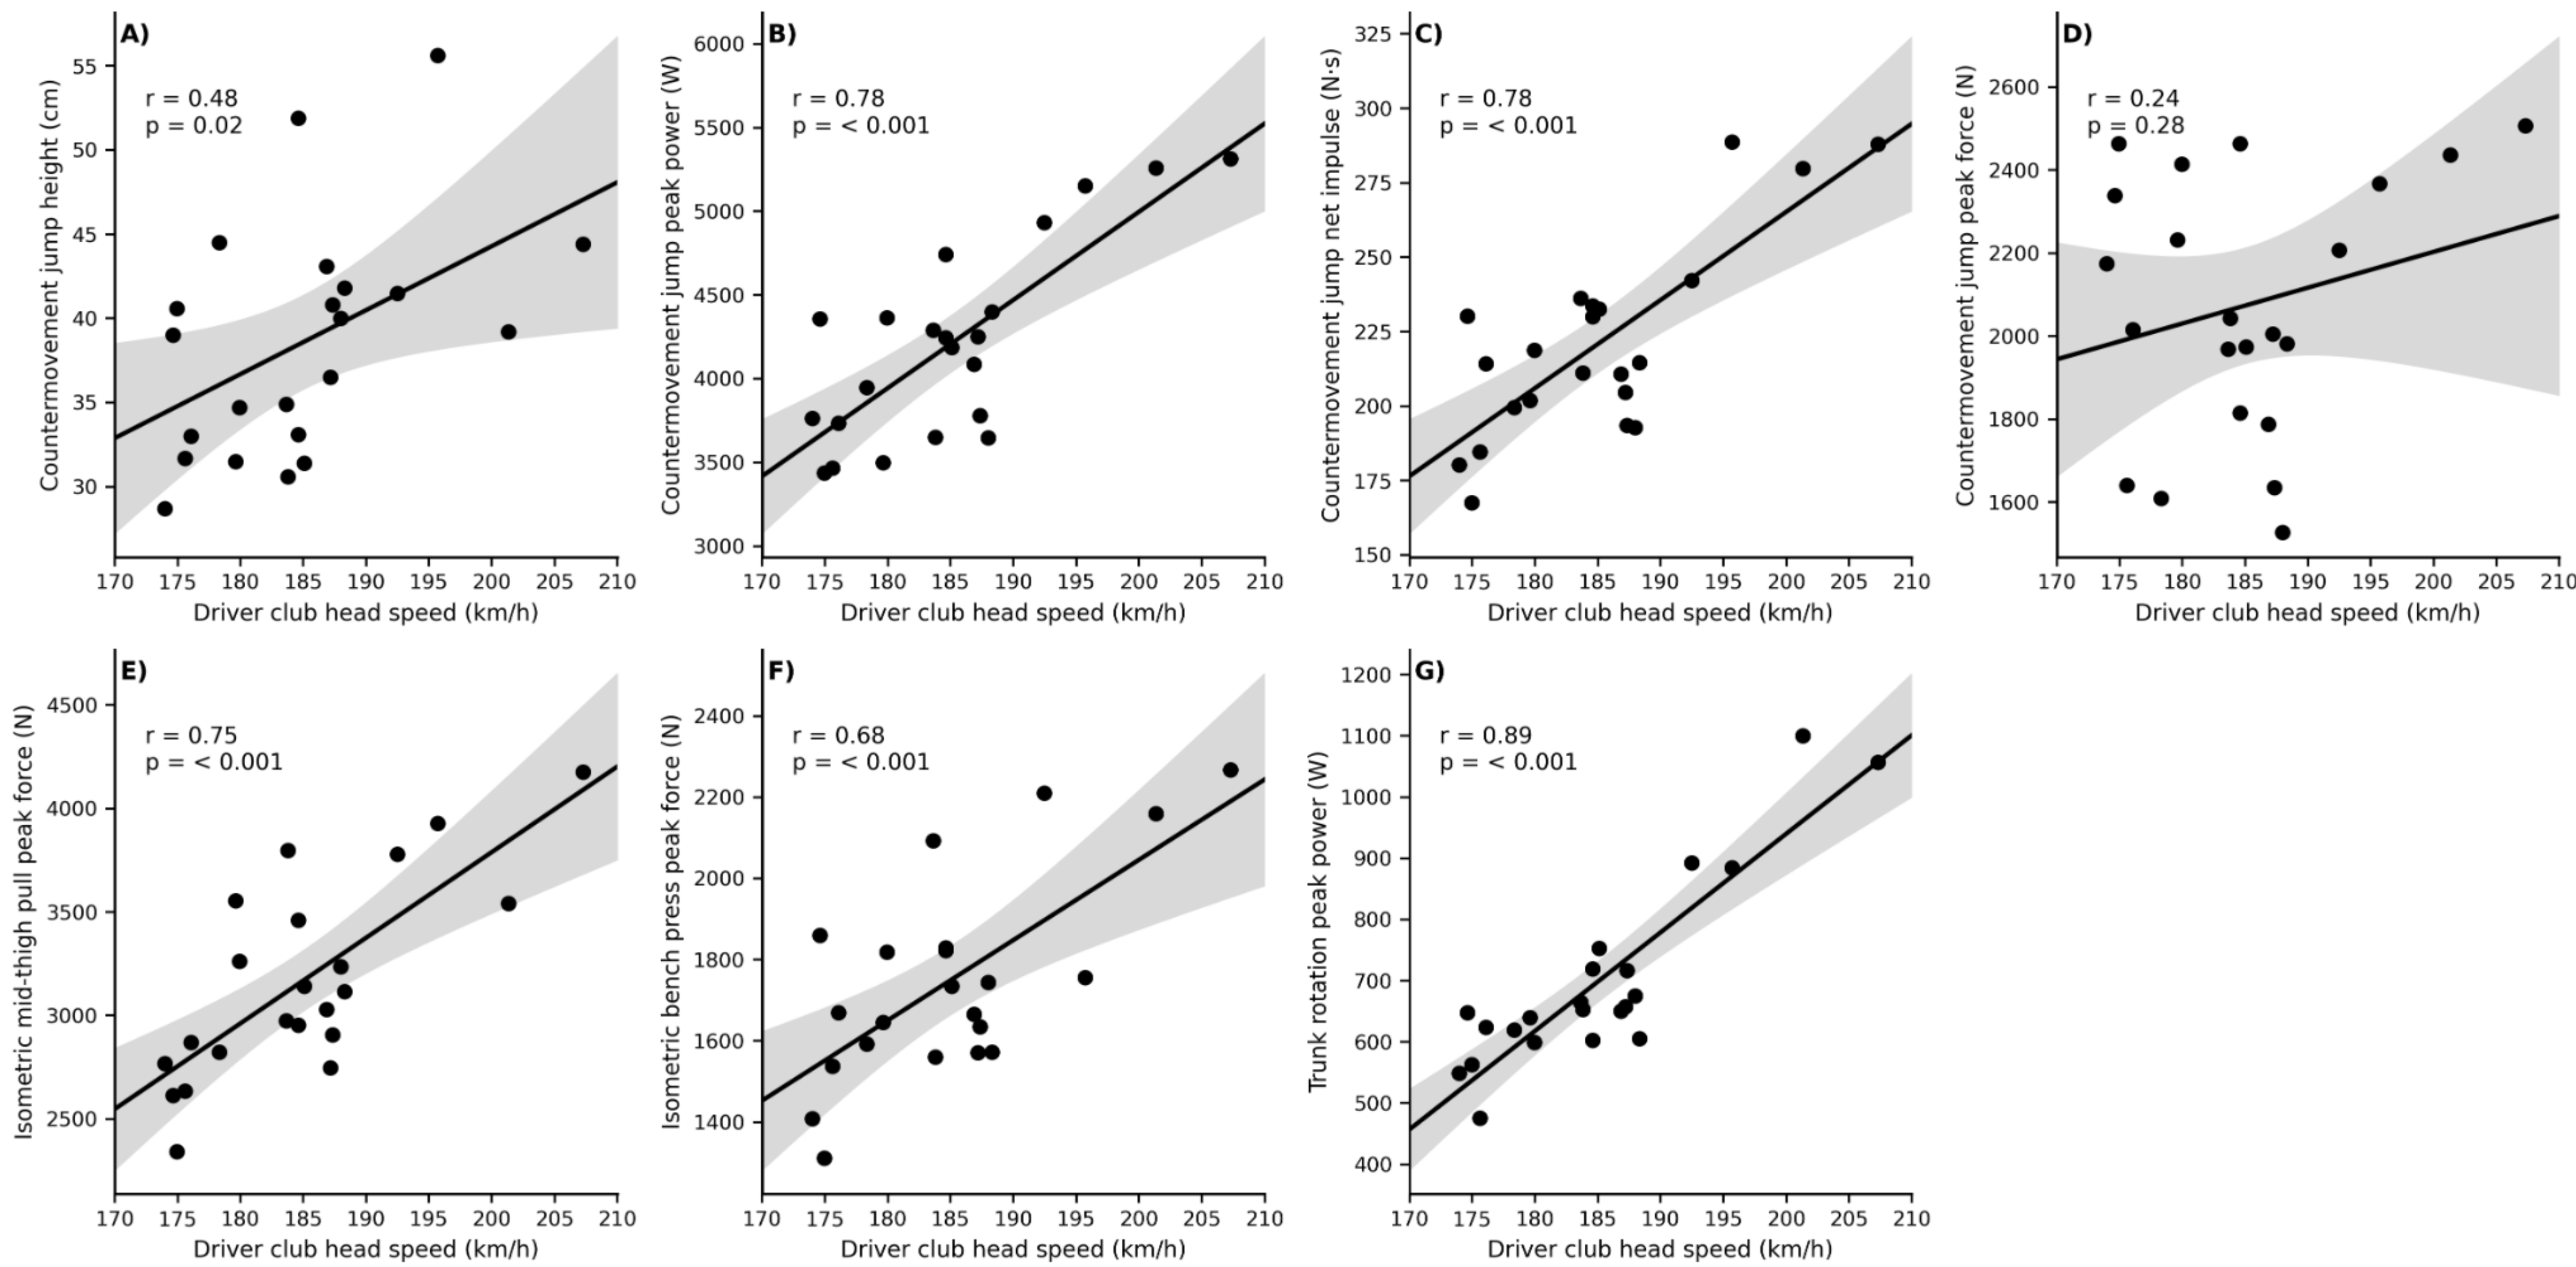 A)
r = 0.48
p = 0.02
Countermovement jump height (cm)
55
50
45
40
35
30
170 175 180 185 190 195 200 205 210
Driver club head speed (km/h)
B)
r = 0.78
p = < 0.001
Countermovement jump peak power (W)
6000
5500
5000
4500
4000
3500
3000
170 175 180 185 190 195 200 205 210
Driver club head speed (km/h)
C)
r = 0.78
p = < 0.001
Countermovement jump net impulse (N·s)
325
300
275
250
225
200
175
150
170 175 180 185 190 195 200 205 210
Driver club head speed (km/h)
D)
r = 0.24
p = 0.28
Countermovement jump peak force (N)
2600
2400
2200
2000
1800
1600
170 175 180 185 190 195 200 205 210
Driver club head speed (km/h)
E)
r = 0.75
p = < 0.001
Isometric mid-thigh pull peak force (N)
4500
4000
3500
3000
2500
170 175 180 185 190 195 200 205 210
Driver club head speed (km/h)
F)
r = 0.68
p = < 0.001
Isometric bench press peak force (N)
2400
2200
2000
1800
1600
1400
170 175 180 185 190 195 200 205 210
Driver club head speed (km/h)
G)
r = 0.89
p = < 0.001
Trunk rotation peak power (W)
1200
1100
1000
900
800
700
600
500
400
170 175 180 185 190 195 200 205 210
Driver club head speed (km/h)